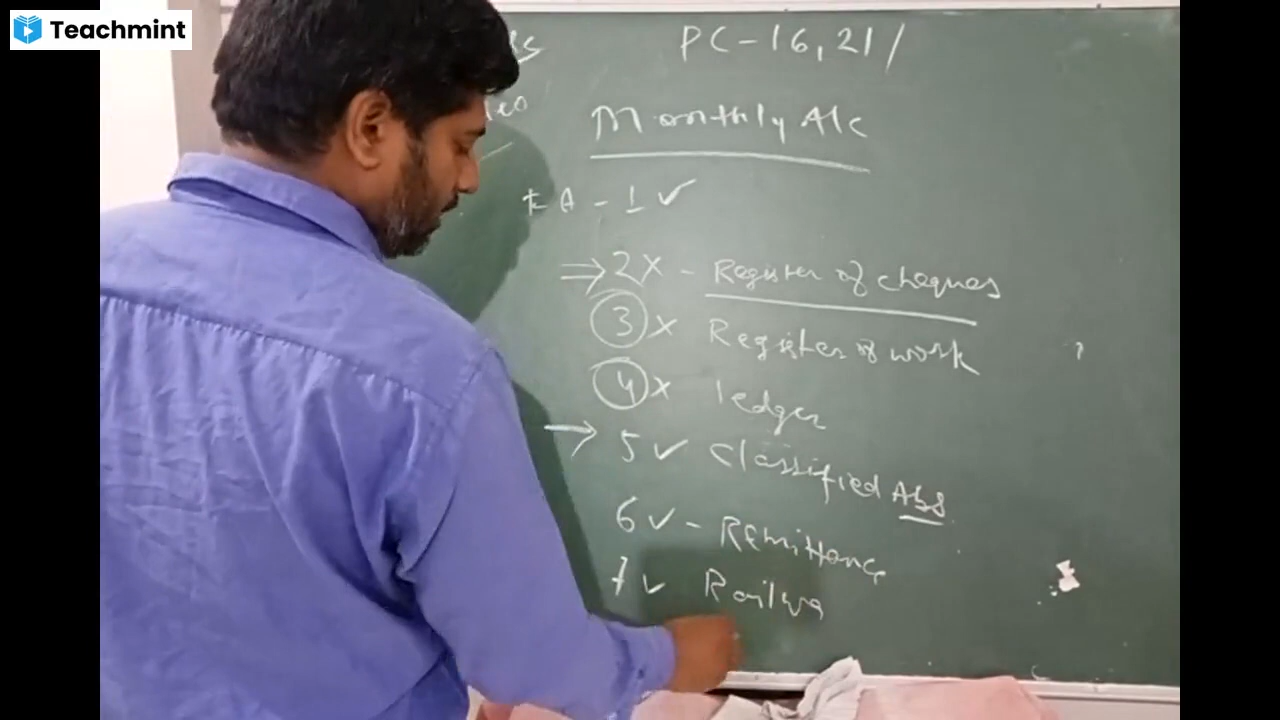 Teachmint
PC-16,21/
Monthly A/c
A - 1 ✓
⇒ 2 X - Register of cheques
3 X Register of work
4 X ledger
→ 5 ✓ Classified Abs
6 ✓ - Remittance
7 ✓ Railwa